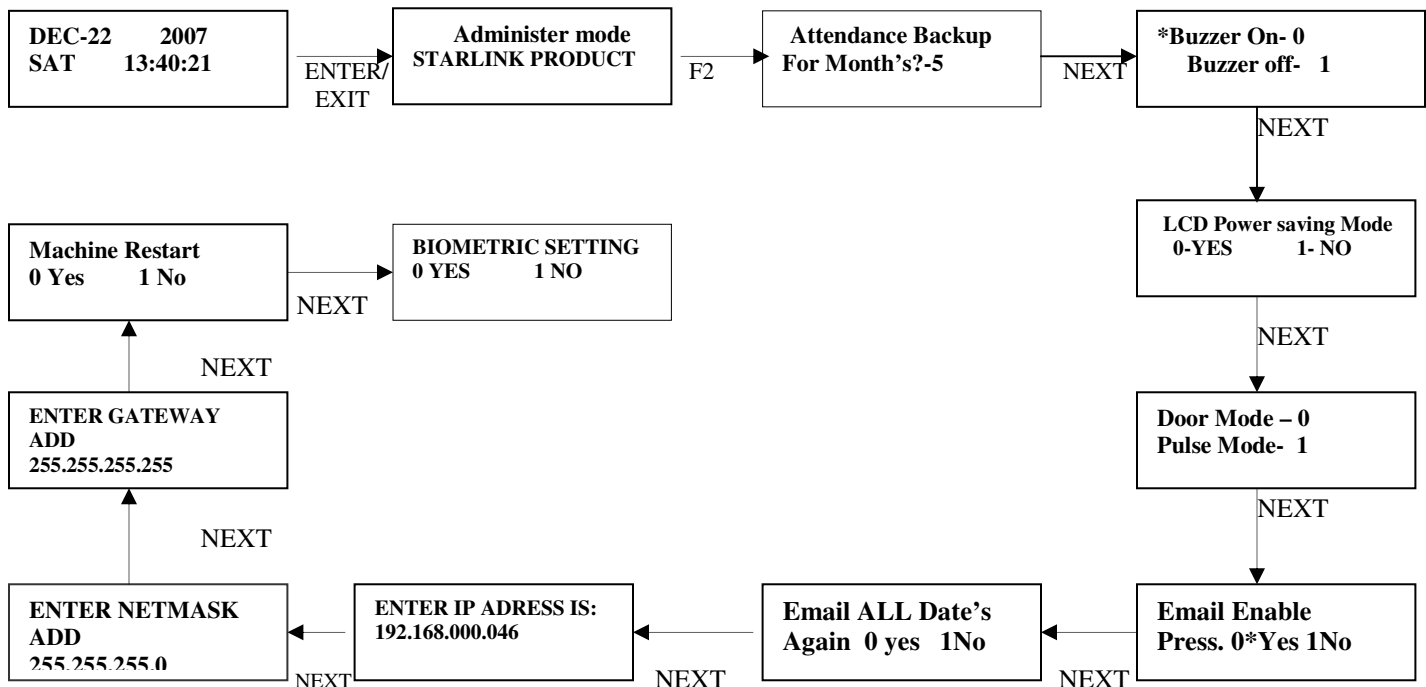 DEC-22 2007
SAT 13:40:21
ENTER/
EXIT
Administer mode
STARLINK PRODUCT
F2
Attendance Backup
For Month's?-5
NEXT
*Buzzer On- 0
Buzzer off- 1
NEXT
LCD Power saving Mode
0-YES 1- NO
NEXT
Door Mode – 0
Pulse Mode- 1
NEXT
Email Enable
Press. 0*Yes 1No
NEXT
Email ALL Date's
Again 0 yes 1No
NEXT
ENTER IP ADRESS IS:
192.168.000.046
NEXT
ENTER NETMASK
ADD
255.255.255.0
NEXT
ENTER GATEWAY
ADD
255.255.255.255
NEXT
Machine Restart
0 Yes 1 No
NEXT
BIOMETRIC SETTING
0 YES 1 NO